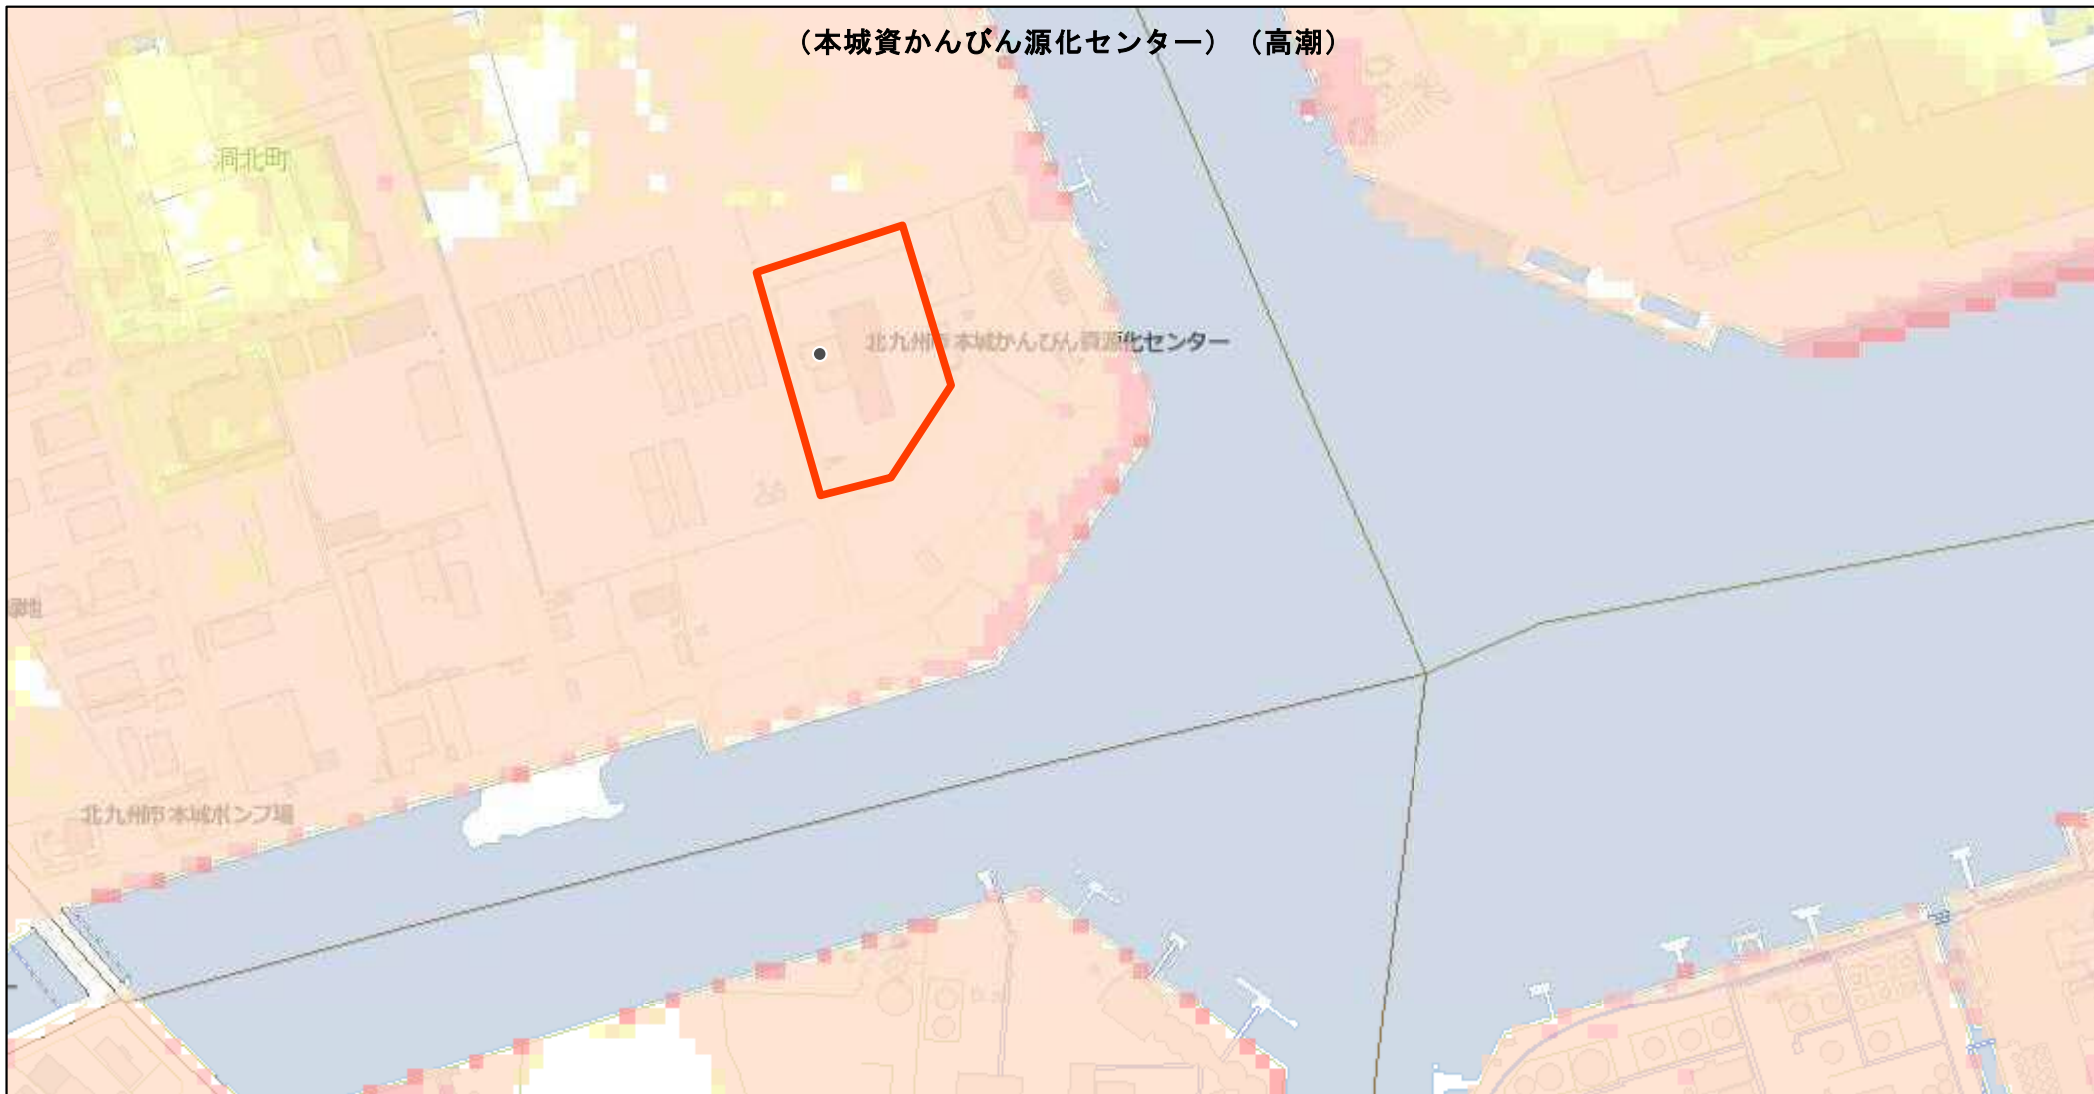 （本城資かんびん源化センター）（高潮）
洞北町
北九州市本城かんびん資源化センター
緑地
北九州市本城ポンプ場